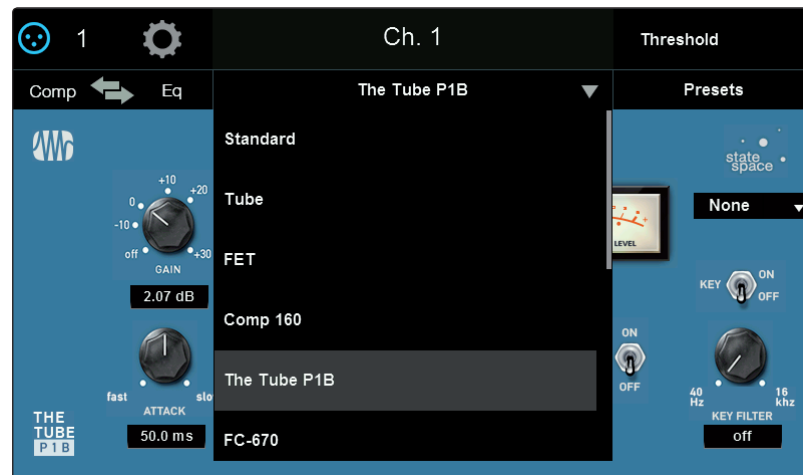 1
Ch. 1
Threshold
Comp
Eq
The Tube P1B
Presets
Standard
Tube
FET
Comp 160
The Tube P1B
FC-670
+10
0
+20
-10
off
+30
GAIN
2.07 dB
fast
slo
ATTACK
50.0 ms
THE
TUBE
P1B
LEVEL
state
space
None
KEY
ON
OFF
ON
OFF
40
Hz
16
khz
KEY FILTER
off